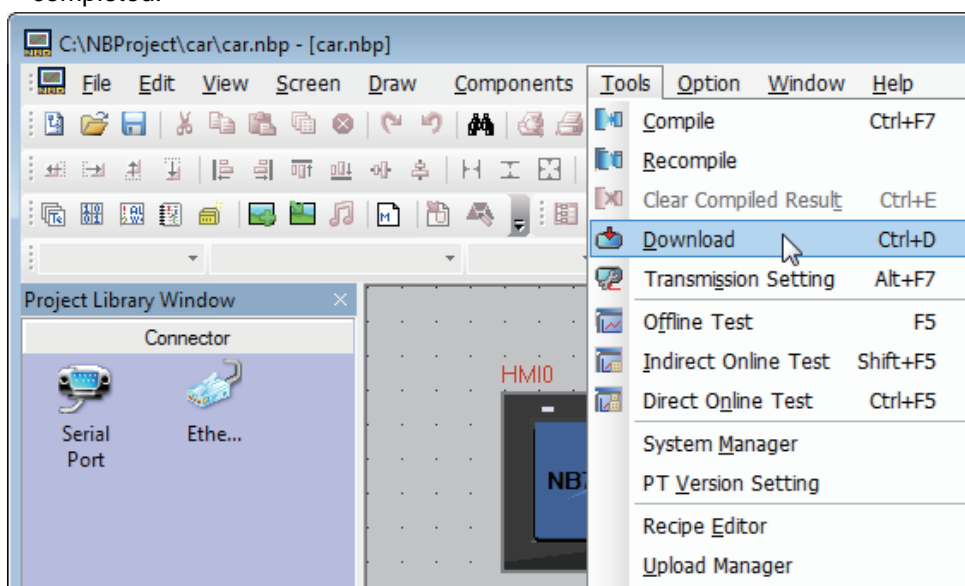 completed.
C:\NBProject\car\car.nbp - [car.nbp]
File Edit View Screen Draw Components Tools Option Window Help
Compile Ctrl+F7
Recompile
Clear Compiled Result Ctrl+E
Download Ctrl+D
Transmission Setting Alt+F7
Project Library Window
Connector
Offline Test F5
HMI0
Indirect Online Test Shift+F5
Direct Online Test Ctrl+F5
Serial Port
Ethe...
System Manager
NB7
PT Version Setting
Recipe Editor
Upload Manager